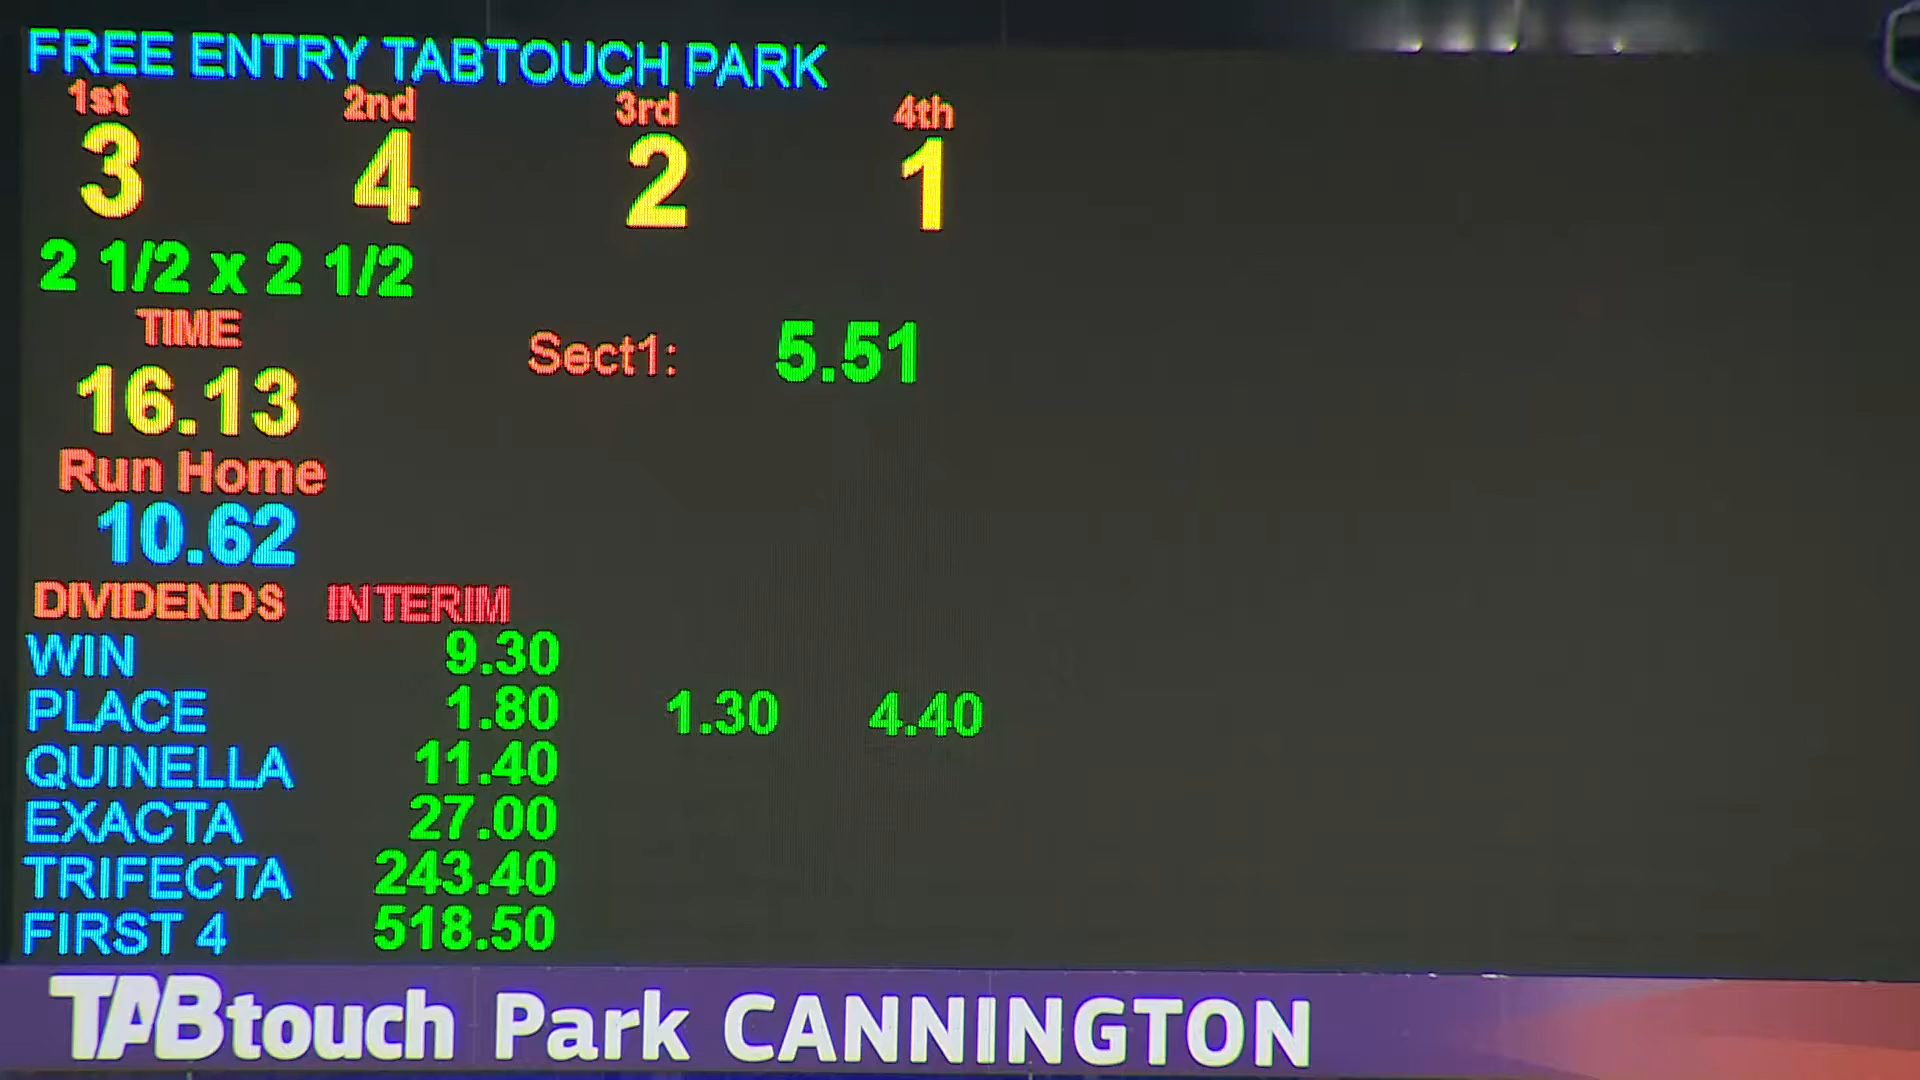 FREE ENTRY TABTOUCH PARK
1st 2nd 3rd 4th
3 4 2 1
2 1/2 x 2 1/2
TIME
Sect1: 5.51
16.13
Run Home
10.62
DIVIDENDS INTERIM
WIN 9.30
PLACE 1.80 1.30 4.40
QUINELLA 11.40
EXACTA 27.00
TRIFECTA 243.40
FIRST 4 518.50
TABtouch Park CANNINGTON